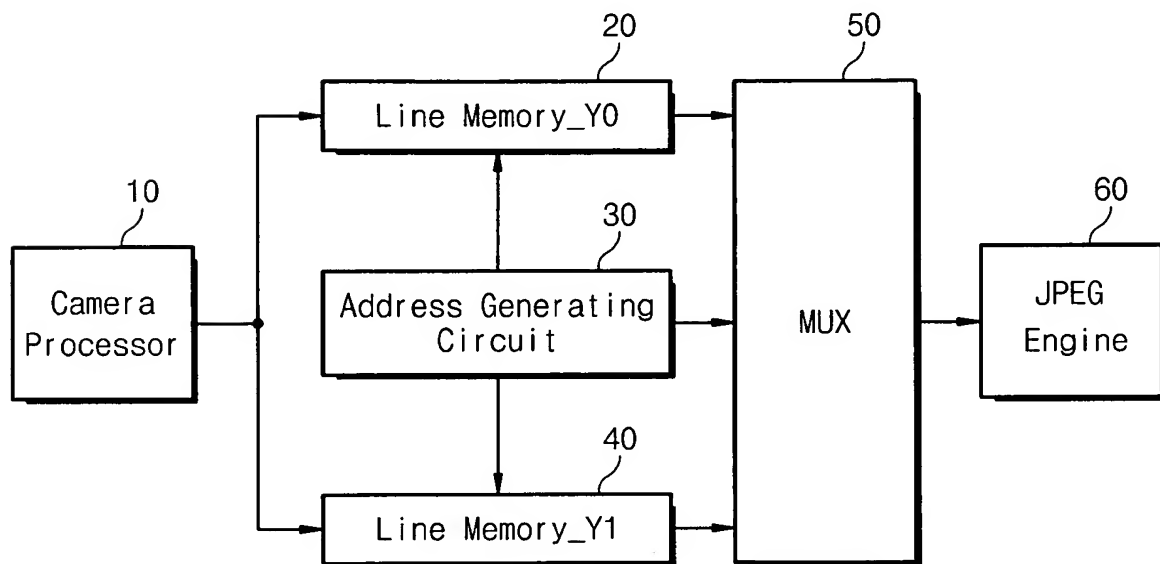 20
Line Memory_Y0
10
Camera
Processor
30
Address Generating
Circuit
40
Line Memory_Y1
50
MUX
60
JPEG
Engine